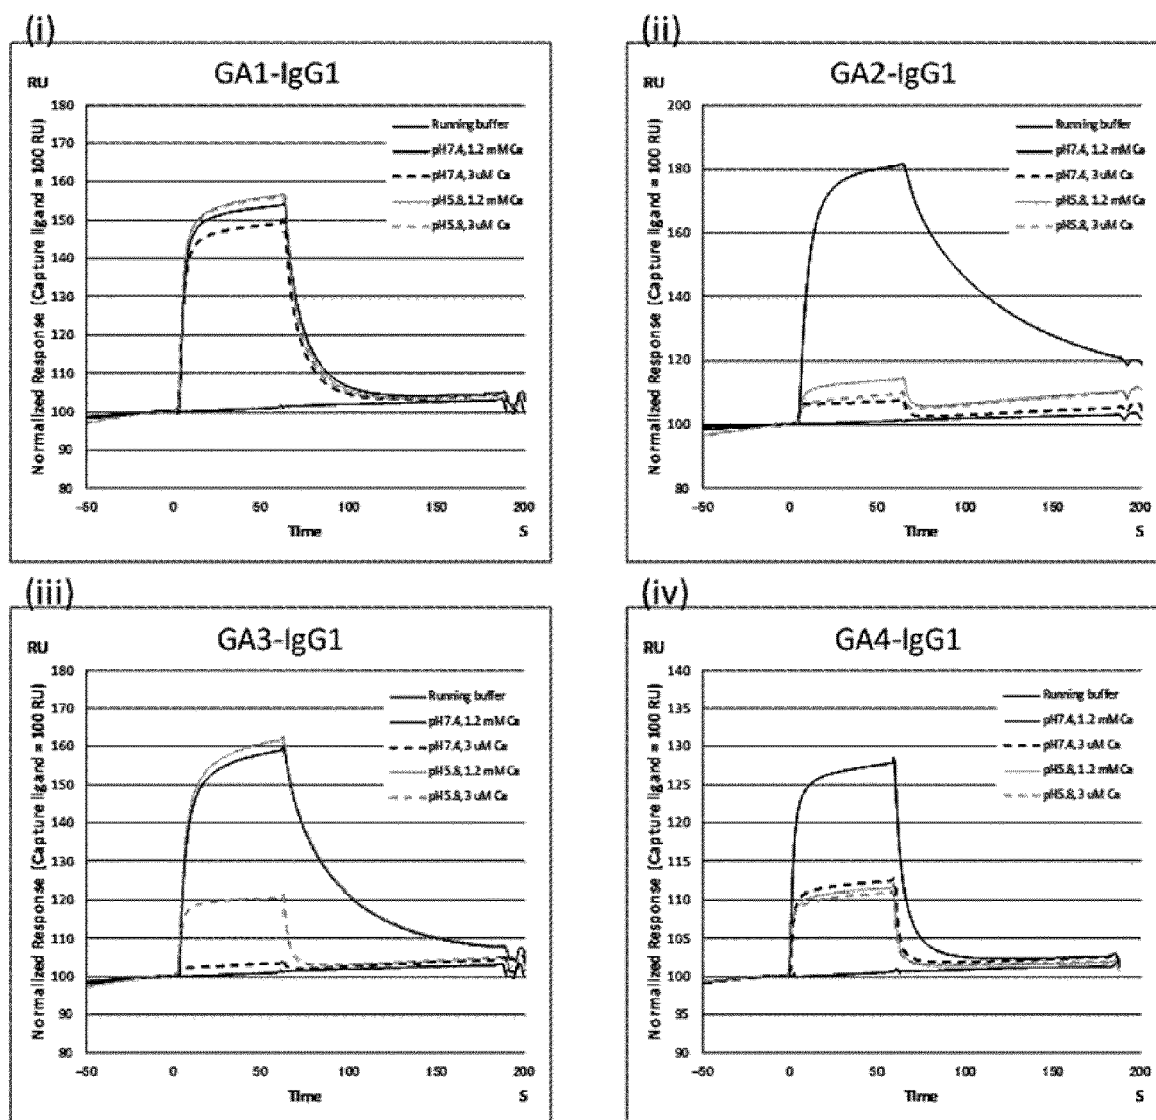 (i)
GA1-IgG1
RU
Normalized Response (Capture ligand = 100 RU)
180
170
160
150
140
130
120
110
100
90
80
Running buffer
pH7.4, 1.2 mM Ca
pH7.4, 3 uM Ca
pH5.8, 1.2 mM Ca
pH5.8, 3 uM Ca
-50 0 50 100 150 200
Time S
(ii)
GA2-IgG1
RU
Normalized Response (Capture ligand = 100 RU)
200
180
160
140
120
100
80
Running buffer
pH7.4, 1.2 mM Ca
pH7.4, 3 uM Ca
pH5.8, 1.2 mM Ca
pH5.8, 3 uM Ca
-50 0 50 100 150 200
Time S
(iii)
GA3-IgG1
RU
Normalized Response (Capture ligand = 100 RU)
180
170
160
150
140
130
120
110
100
90
80
Running buffer
pH7.4, 1.2 mM Ca
pH7.4, 3 uM Ca
pH5.8, 1.2 mM Ca
pH5.8, 3 uM Ca
-50 0 50 100 150 200
Time S
(iv)
GA4-IgG1
RU
Normalized Response (Capture ligand = 100 RU)
140
135
130
125
120
115
110
105
100
95
90
Running buffer
pH7.4, 1.2 mM Ca
pH7.4, 3 uM Ca
pH5.8, 1.2 mM Ca
pH5.8, 3 uM Ca
-50 0 50 100 150 200
Time S